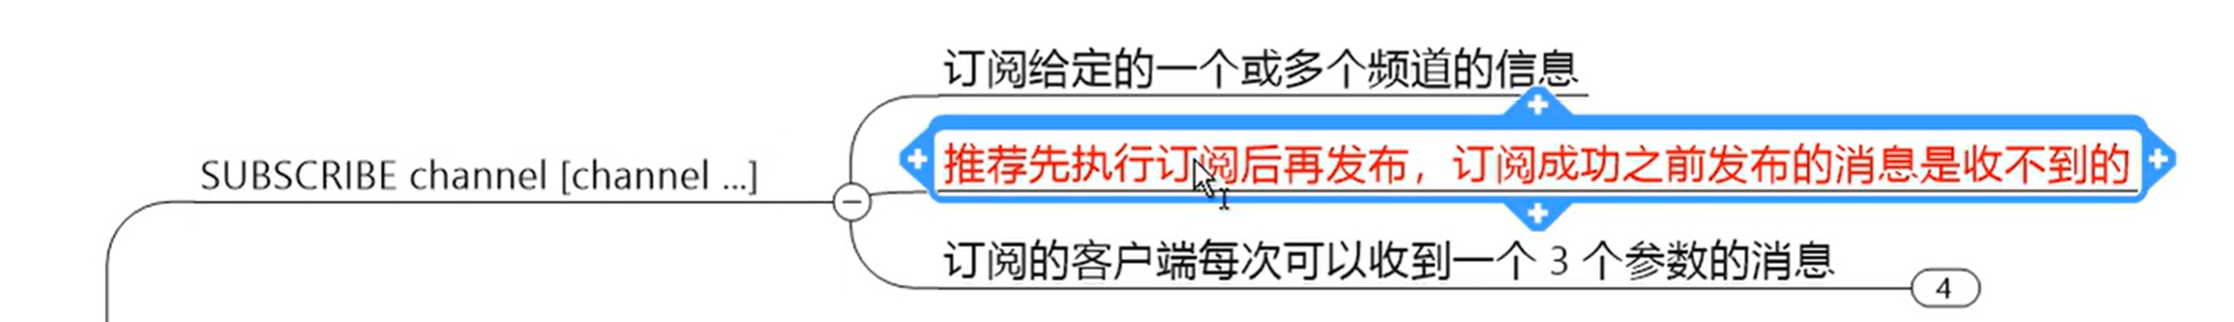 订阅给定的一个或多个频道的信息
SUBSCRIBE channel [channel ...]
推荐先执行订阅后再发布，订阅成功之前发布的消息是收不到的
订阅的客户端每次可以收到一个 3 个参数的消息
4